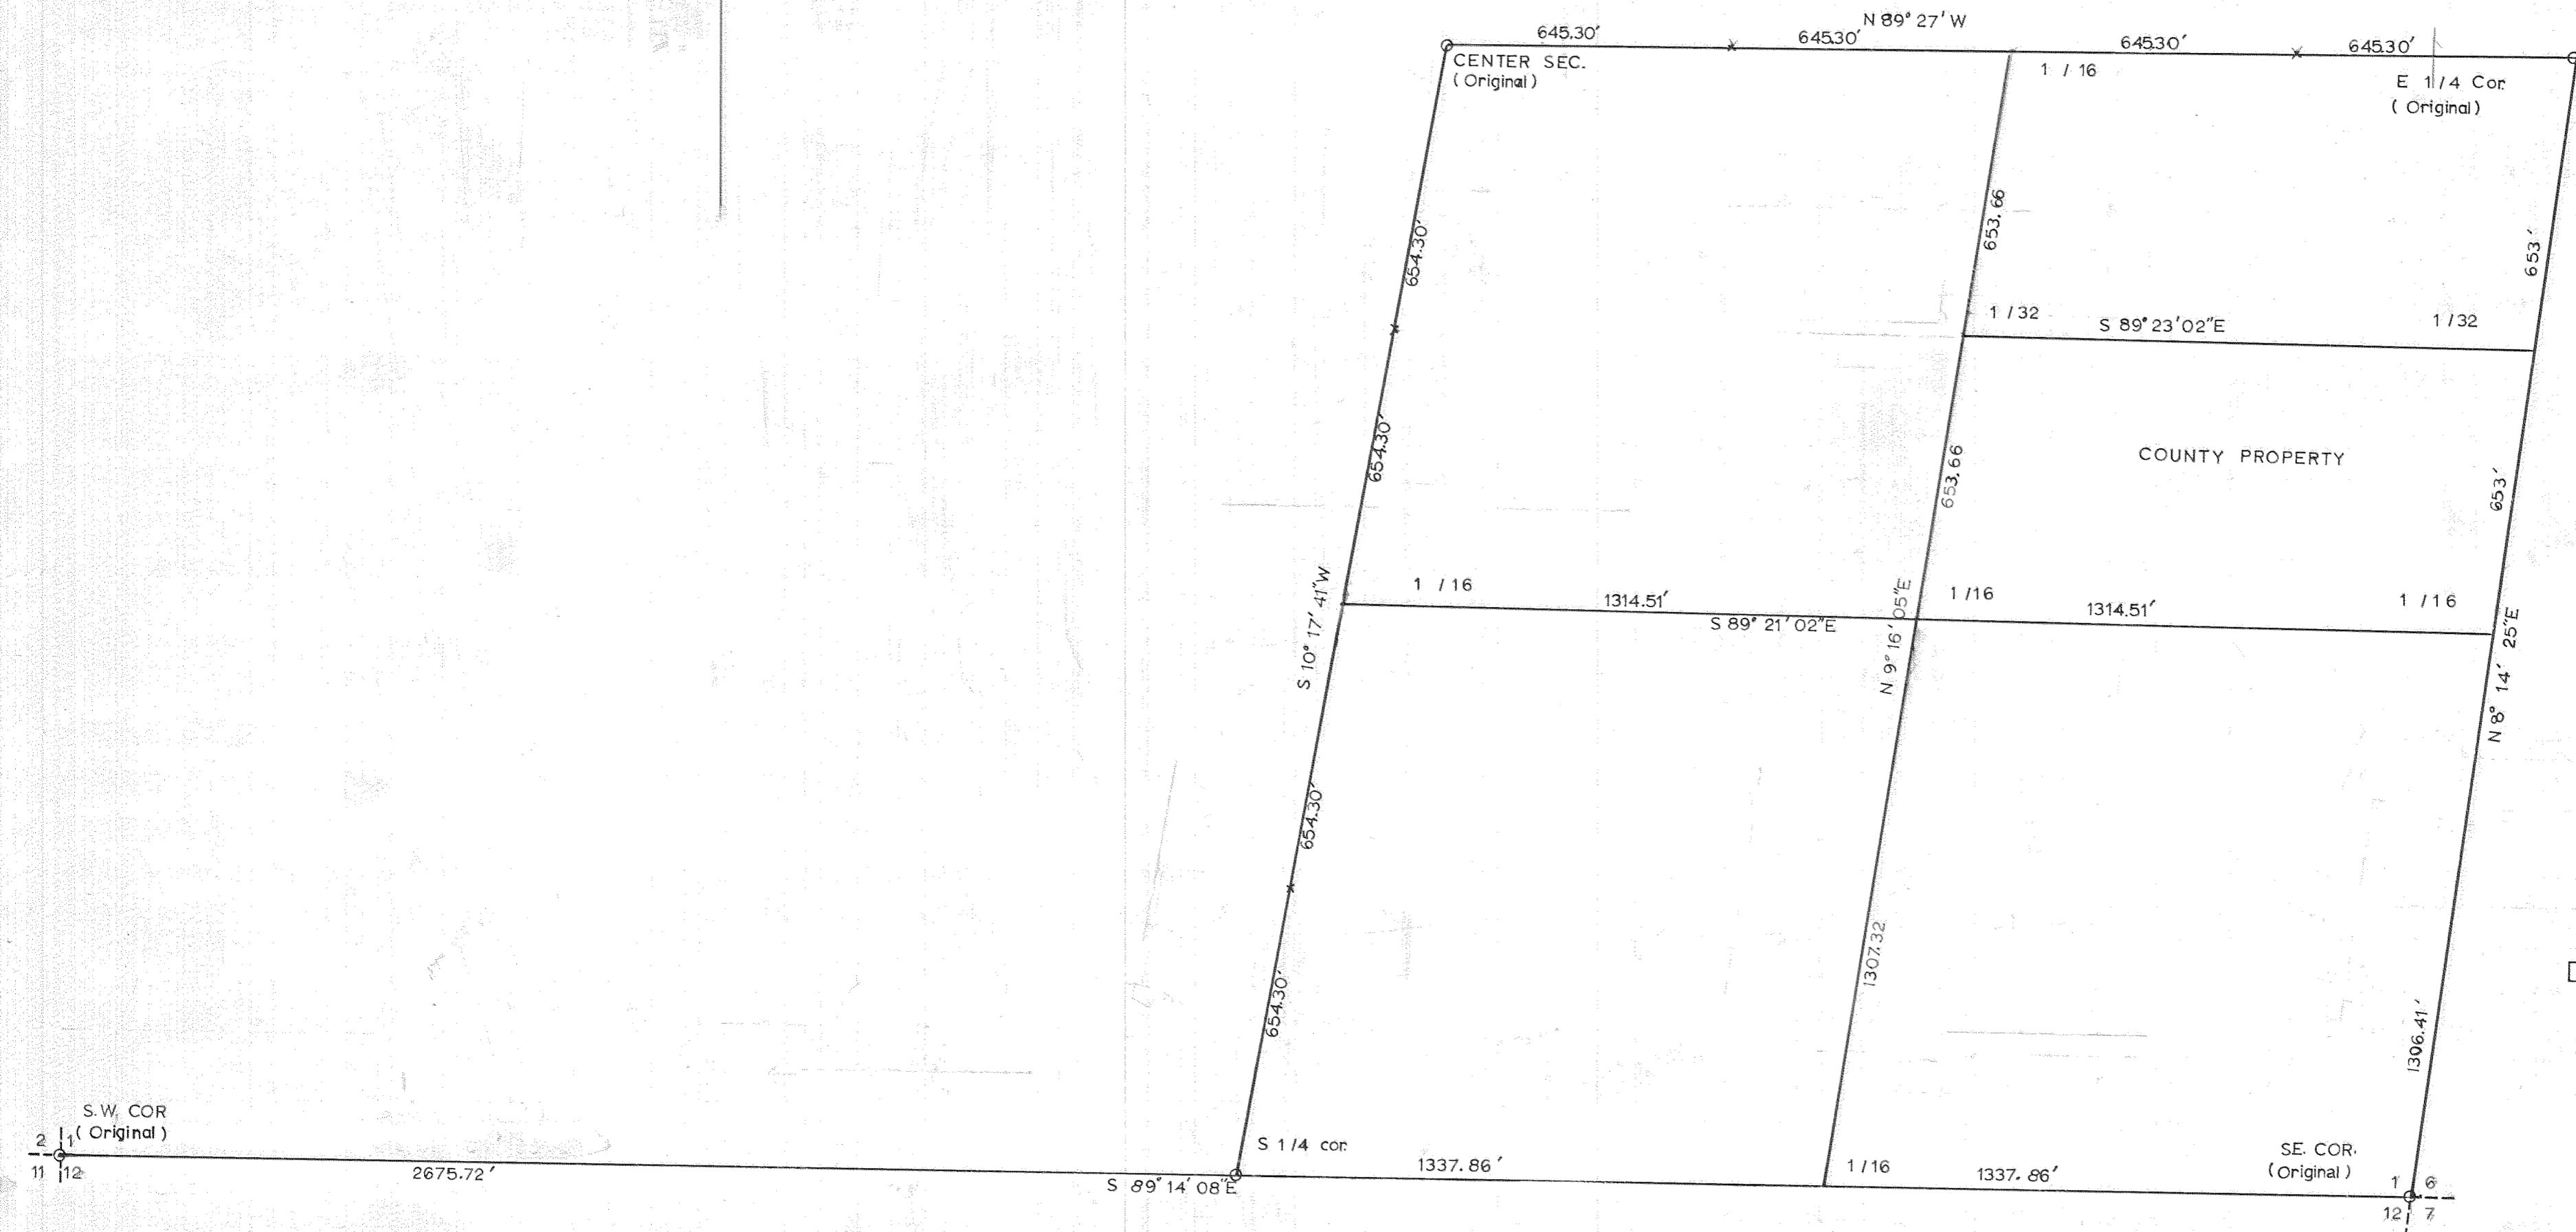 N 89° 27' W
645.30'
645.30'
645.30'
645.30'
CENTER SEC.
( Original )
1 / 16
E 1/4 Cor.
( Original )
654.30'
653.66
653'
1 / 32
S 89° 23' 02" E
1 / 32
654.30'
653.66
COUNTY PROPERTY
653'
S 10° 17' 41" W
1 / 16
1314.51'
S 89° 21' 02" E
N 9° 16' 05" E
1 / 16
1314.51'
1 / 16
N 8° 14' 25" E
654.30'
654.30'
1307.32
1306.41'
S.W. COR
( Original )
2 1
11 12
2675.72'
S 89° 14' 08" E
S 1/4 cor.
1337.86'
1 / 16
1337.86'
SE. COR.
( Original )
1 6
12 7